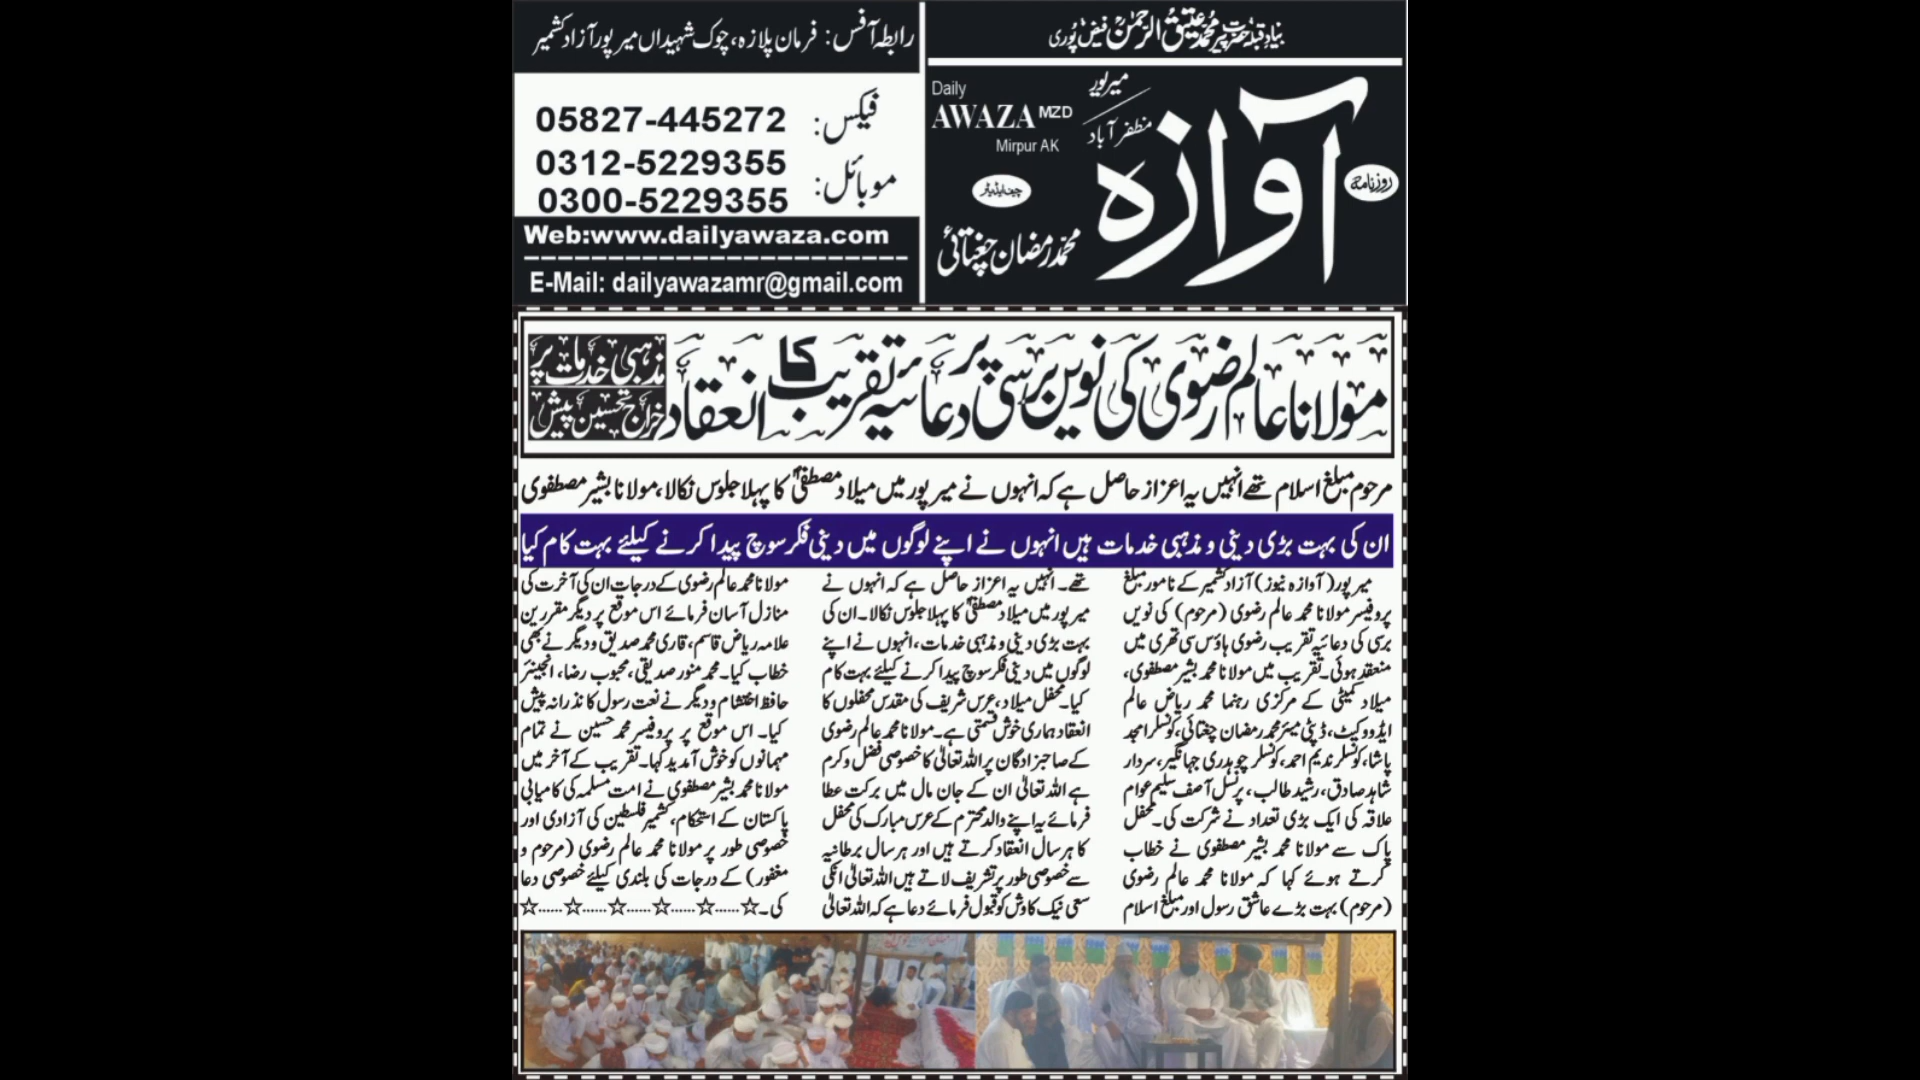 بیاد قبلہ حضرت پیر محمد عتیق الرحمٰن فیض پوری
روزنامہ
آوازہ
میرپور
مظفر آباد
Daily
AWAZA MZD
Mirpur AK
چیف ایڈیٹر
محمد رمضان چغتائی
رابطہ آفس: فرمان پلازہ، چوک شہیداں میر پور آزاد کشمیر
فیکس: 05827-445272
موبائل: 0312-5229355
0300-5229355
Web:www.dailyawaza.com
E-Mail: dailyawazamr@gmail.com
مولانا عالم رضوی کی نویں برسی پر دعائیہ تقریب کا انعقاد
مذہبی خدمات پر
خراج تحسین پیش
مرحوم مبلغ اسلام تھے انہیں یہ اعزاز حاصل ہے کہ انہوں نے میر پور میں میلاد مصطفیٰؐ کا پہلا جلوس نکالا، مولانا بشیر مصطفوی
ان کی بہت بڑی دینی و مذہبی خدمات ہیں انہوں نے اپنے لوگوں میں دینی فکر سوچ پیدا کرنے کیلئے بہت کام کیا
میر پور (آوازہ نیوز) آزاد کشمیر کے نامور مبلغ
پروفیسر مولانا محمد عالم رضوی (مرحوم) کی نویں
برسی کی دعائیہ تقریب رضوی ہاؤس سی تھری میں
منعقد ہوئی۔ تقریب میں مولانا محمد بشیر مصطفوی،
میلاد کمیٹی کے مرکزی رہنما محمد ریاض عالم
ایڈووکیٹ، ڈپٹی میئر محمد رمضان چغتائی، کونسلر امجد
پاشا، کونسلر ندیم احمد، کونسلر چوہدری جہانگیر، سردار
شاہد صادق، رشید طالب، پرنسپل آصف سلیم عوام
علاقہ کی ایک بڑی تعداد نے شرکت کی۔ محفل
پاک سے مولانا محمد بشیر مصطفوی نے خطاب
کرتے ہوئے کہا کہ مولانا محمد عالم رضوی
(مرحوم) بہت بڑے عاشق رسول اور مبلغ اسلام
تھے۔ انہیں یہ اعزاز حاصل ہے کہ انہوں نے
میر پور میں میلاد مصطفیٰؐ کا پہلا جلوس نکالا۔ ان کی
بہت بڑی دینی و مذہبی خدمات، انہوں نے اپنے
لوگوں میں دینی فکر سوچ پیدا کرنے کیلئے بہت کام
کیا۔ محفل میلاد، عرس شریف کی مقدس محفلوں کا
انعقاد ہماری خوش قسمتی ہے۔ مولانا محمد عالم رضوی
کے صاحبزادگان پر اللہ تعالیٰ کا خصوصی فضل و کرم
ہے اللہ تعالیٰ ان کے جان مال میں برکت عطا
فرمائے یہ اپنے والد محترم کے عرس مبارک کی محفل
کا ہر سال انعقاد کرتے ہیں اور ہر سال برطانیہ
سے خصوصی طور پر تشریف لاتے ہیں اللہ تعالیٰ انکی
سعی نیک کاوش کو قبول فرمائے دعا ہے کہ اللہ تعالیٰ
مولانا محمد عالم رضوی کے درجات ان کی آخرت کی
منازل آسان فرمائے اس موقع پر دیگر مقررین
علامہ ریاض قاسم، قاری محمد صدیق و دیگر نے بھی
خطاب کیا۔ محمد منور صدیقی، محبوب رضا، انجینئر
حافظ احتشام و دیگر نے نعت رسول کا نذرانہ پیش
کیا۔ اس موقع پر پروفیسر محمد حسین نے تمام
مہمانوں کو خوش آمدید کہا۔ تقریب کے آخر میں
مولانا محمد بشیر مصطفوی نے امت مسلمہ کی کامیابی
پاکستان کے استحکام، کشمیر فلسطین کی آزادی اور
خصوصی طور پر مولانا محمد عالم رضوی (مرحوم و
مغفور) کے درجات کی بلندی کیلئے خصوصی دعا
کی۔ ☆......☆......☆......☆......☆......☆